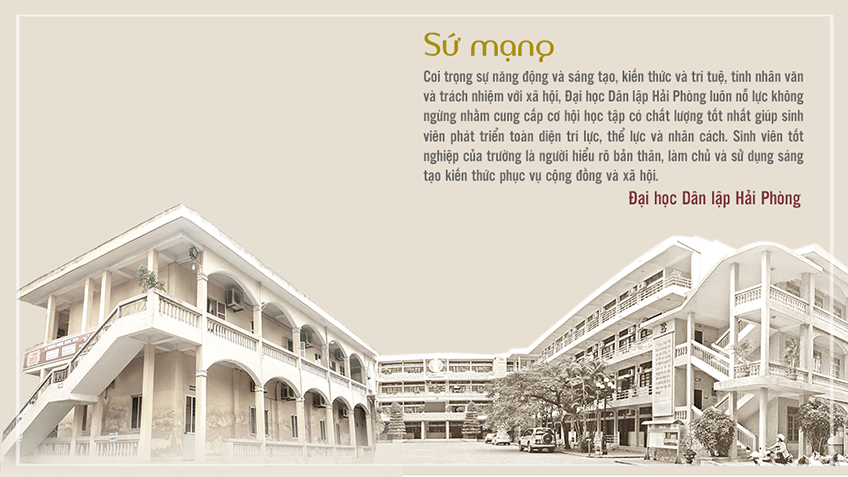 Sứ mạng
Coi trọng sự năng động và sáng tạo, kiến thức và trí tuệ, tính nhân văn
và trách nhiệm với xã hội, Đại học Dân lập Hải Phòng luôn nỗ lực không
ngừng nhằm cung cấp cơ hội học tập có chất lượng tốt nhất giúp sinh
viên phát triển toàn diện trí lực, thể lực và nhân cách. Sinh viên tốt
nghiệp của trường là người hiểu rõ bản thân, làm chủ và sử dụng sáng
tạo kiến thức phục vụ cộng đồng và xã hội.
Đại học Dân lập Hải Phòng